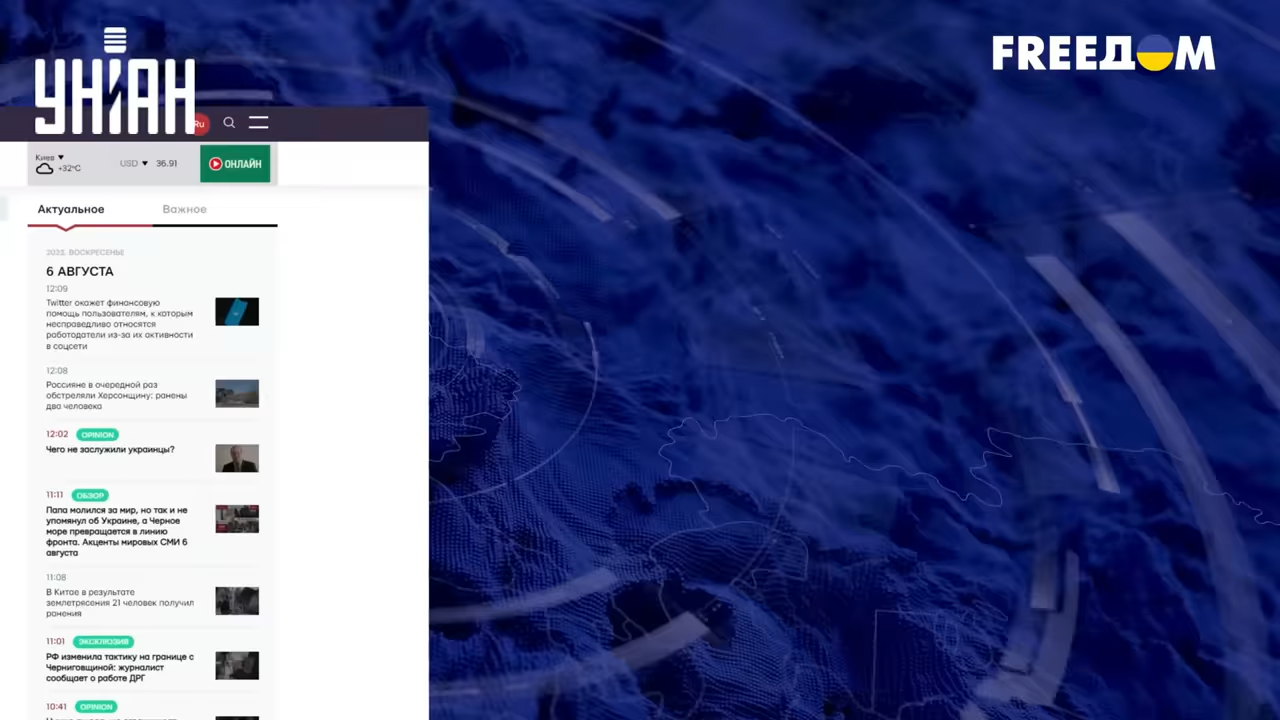 УНІАН
FREEДOM
Ru
Киев
+32°C
USD
36.91
ОНЛАЙН
Актуальное
Важное
2023, ВОСКРЕСЕНЬЕ
6 АВГУСТА
12:09
Twitter окажет финансовую
помощь пользователям, к которым
несправедливо относятся
работодатели из-за их активности
в соцсети
12:08
Россияне в очередной раз
обстреляли Херсонщину: ранены
два человека
12:02 OPINION
Чего не заслужили украинцы?
11:11 ОБЗОР
Папа молился за мир, но так и не
упомянул об Украине, а Черное
море превращается в линию
фронта. Акценты мировых СМИ 6
августа
11:08
В Китае в результате
землетрясения 21 человек получил
ранения
11:01 ЭКСКЛЮЗИВ
РФ изменила тактику на границе с
Черниговщиной: журналист
сообщает о работе ДРГ
10:41 OPINION